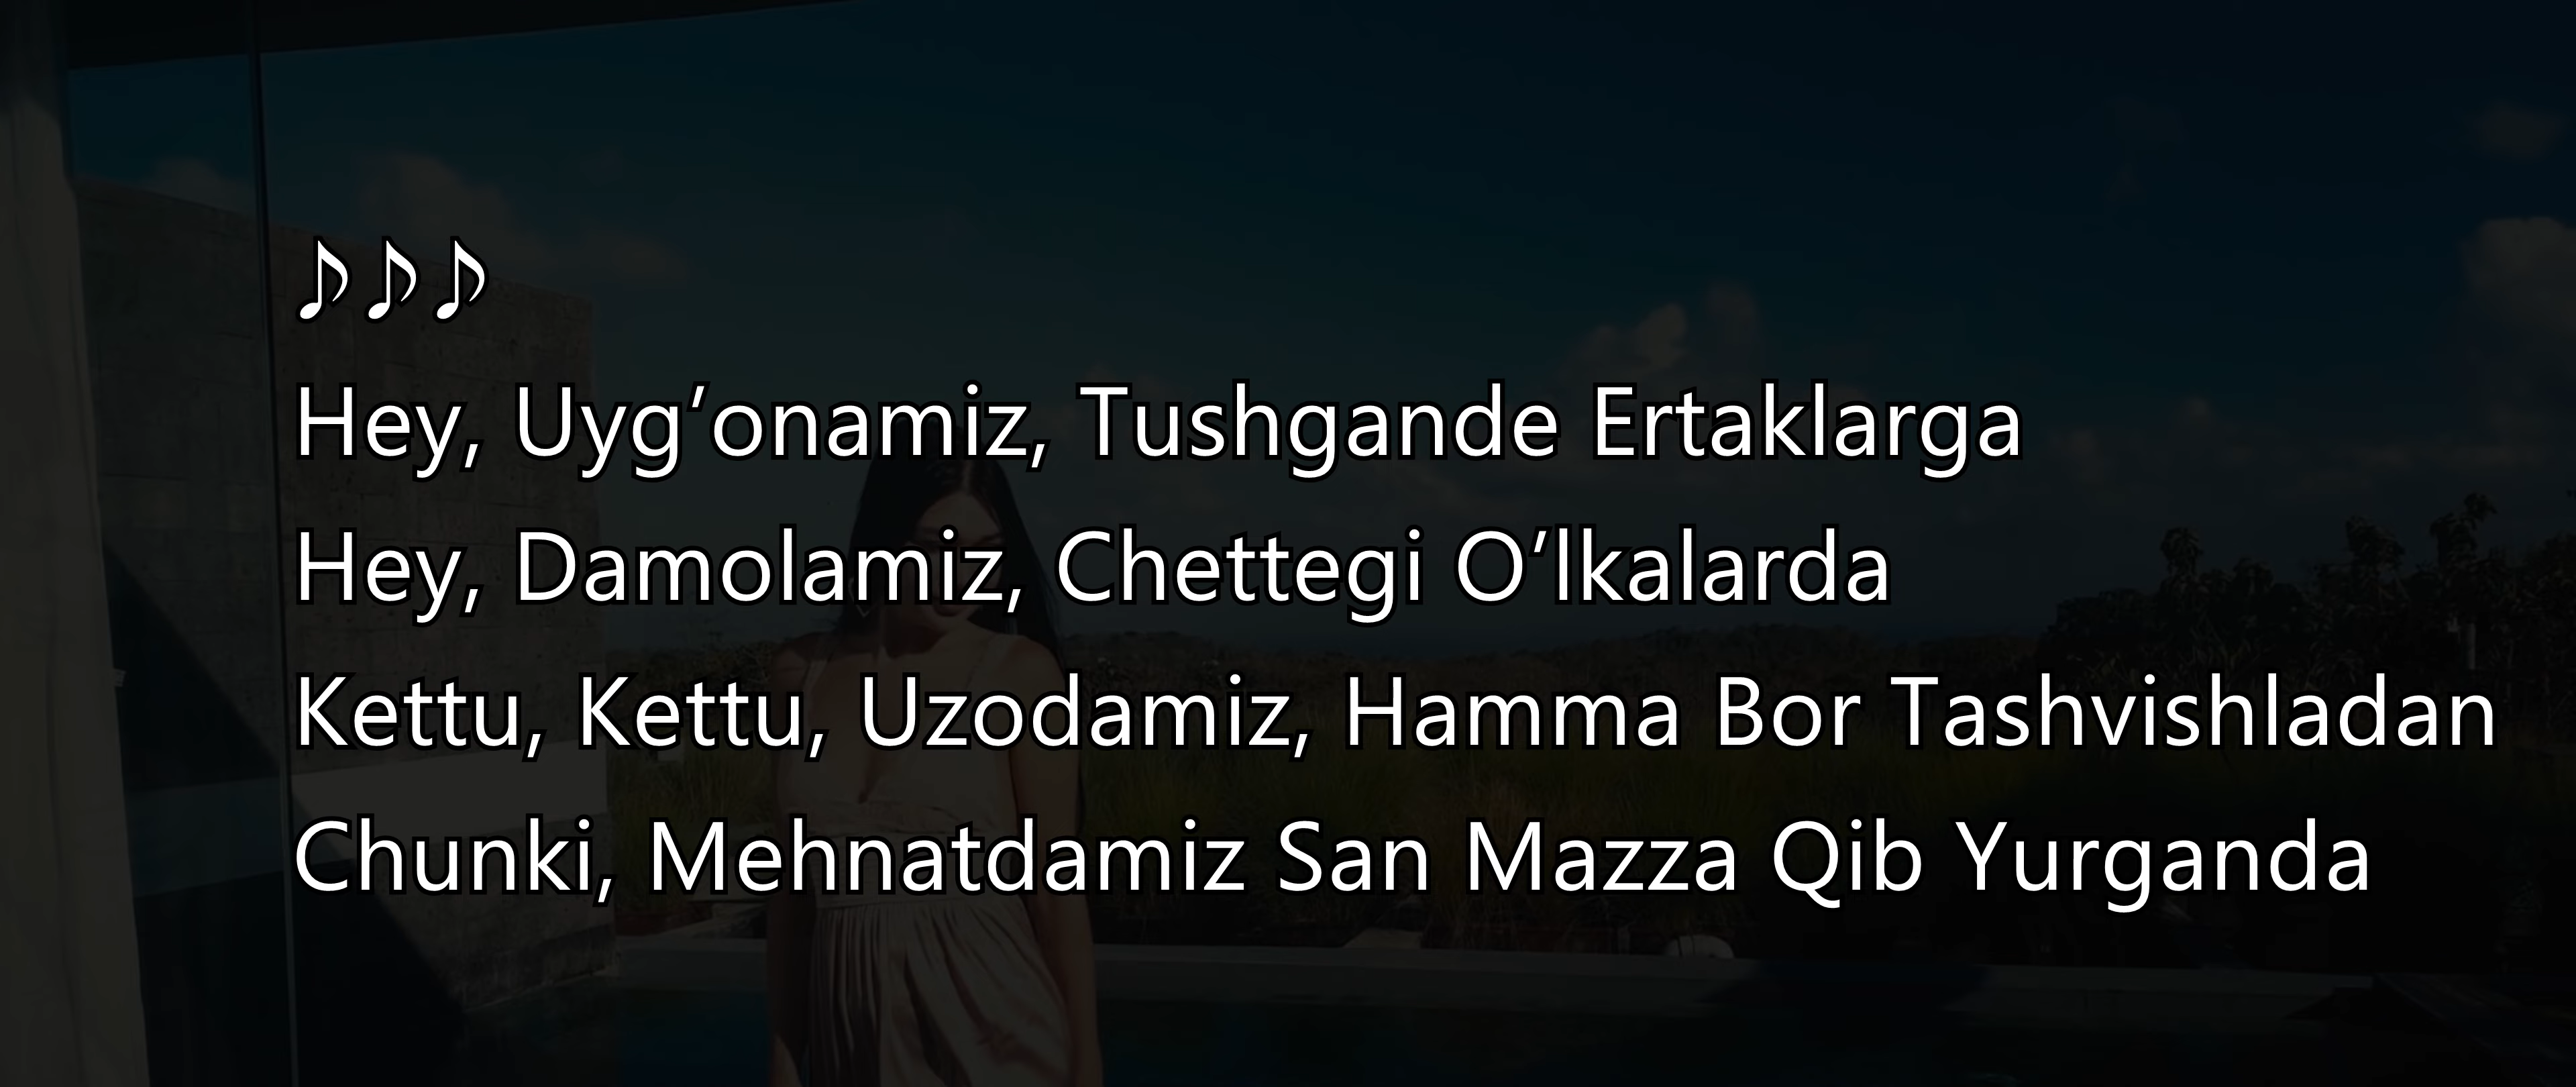 ♪♪♪
Hey, Uyg’onamiz, Tushgande Ertaklarga
Hey, Damolamiz, Chettegi O’lkalarda
Kettu, Kettu, Uzodamiz, Hamma Bor Tashvishladan
Chunki, Mehnatdamiz San Mazza Qib Yurganda